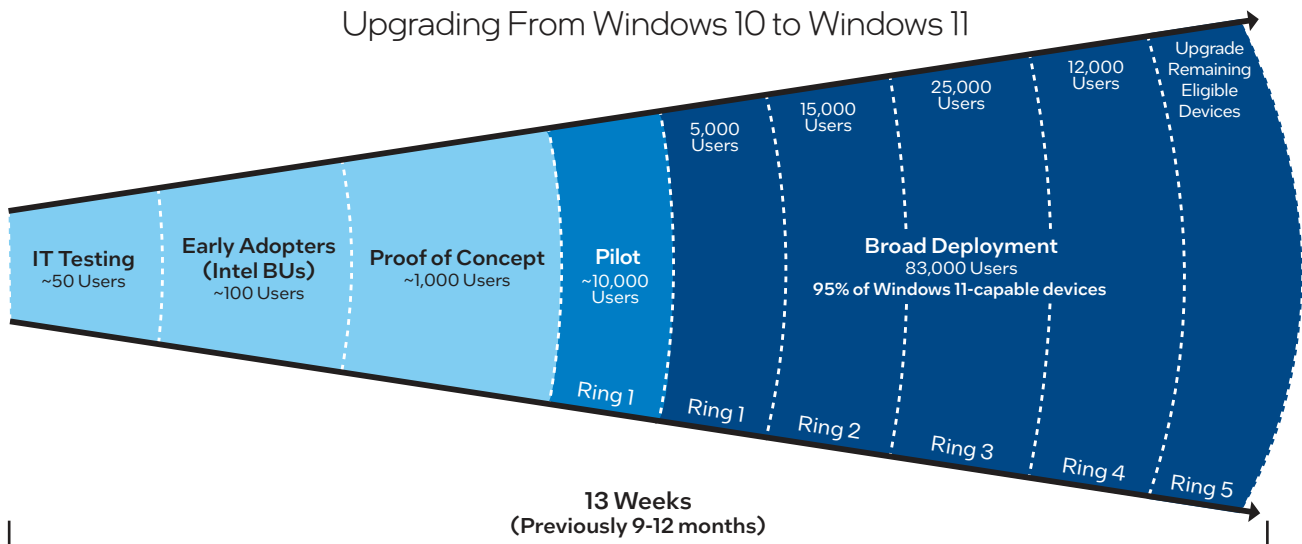 Upgrading From Windows 10 to Windows 11
IT Testing
~50 Users
Early Adopters
(Intel BUs)
~100 Users
Proof of Concept
~1,000 Users
Pilot
~10,000
Users
Ring 1
5,000
Users
Ring 1
15,000
Users
Ring 2
25,000
Users
Ring 3
12,000
Users
Ring 4
Upgrade
Remaining
Eligible
Devices
Ring 5
Broad Deployment
83,000 Users
95% of Windows 11-capable devices
13 Weeks
(Previously 9-12 months)